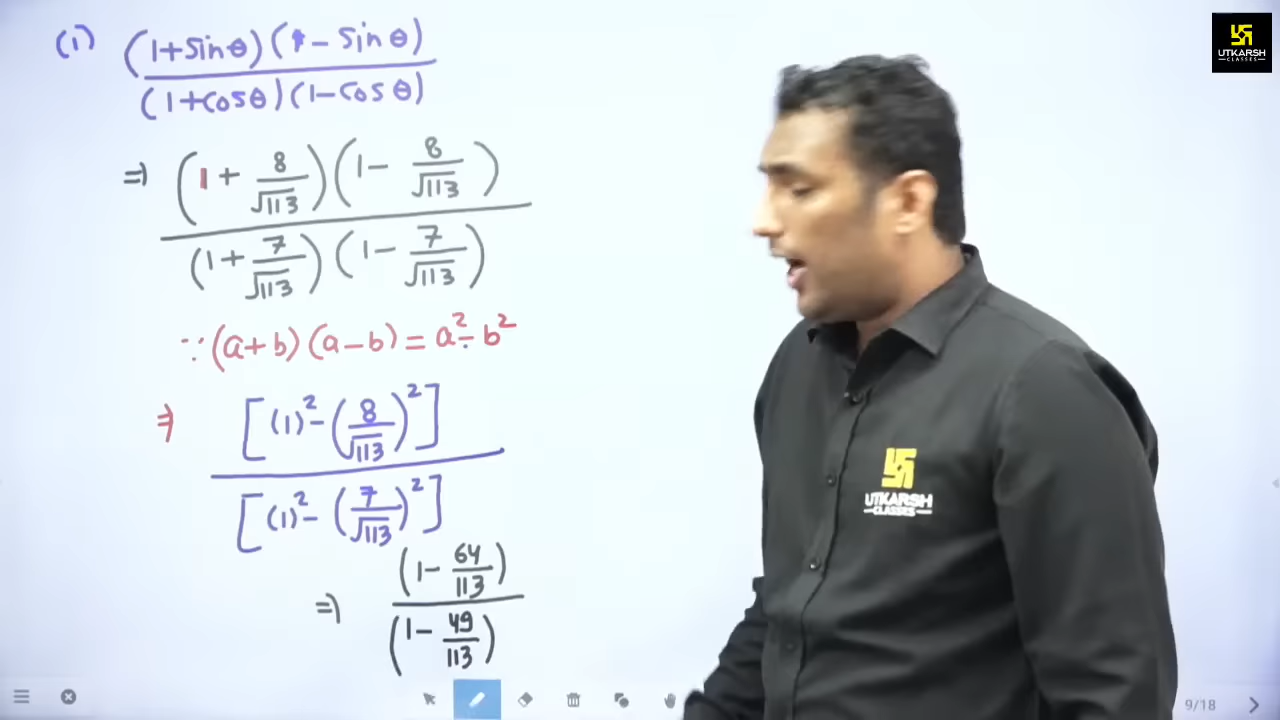 (i) (1+sinθ)(1-sinθ)
(1+cosθ)(1-cosθ)
⇒ (1 + 8/√113)(1 - 8/√113)
(1 + 7/√113)(1 - 7/√113)
∵ (a+b)(a-b) = a²-b²
⇒ [(1)² - (8/√113)²]
[(1)² - (7/√113)²]
⇒ (1 - 64/113)
(1 - 49/113)
UTKARSH
CLASSES
UTKARSH
CLASSES
9/18